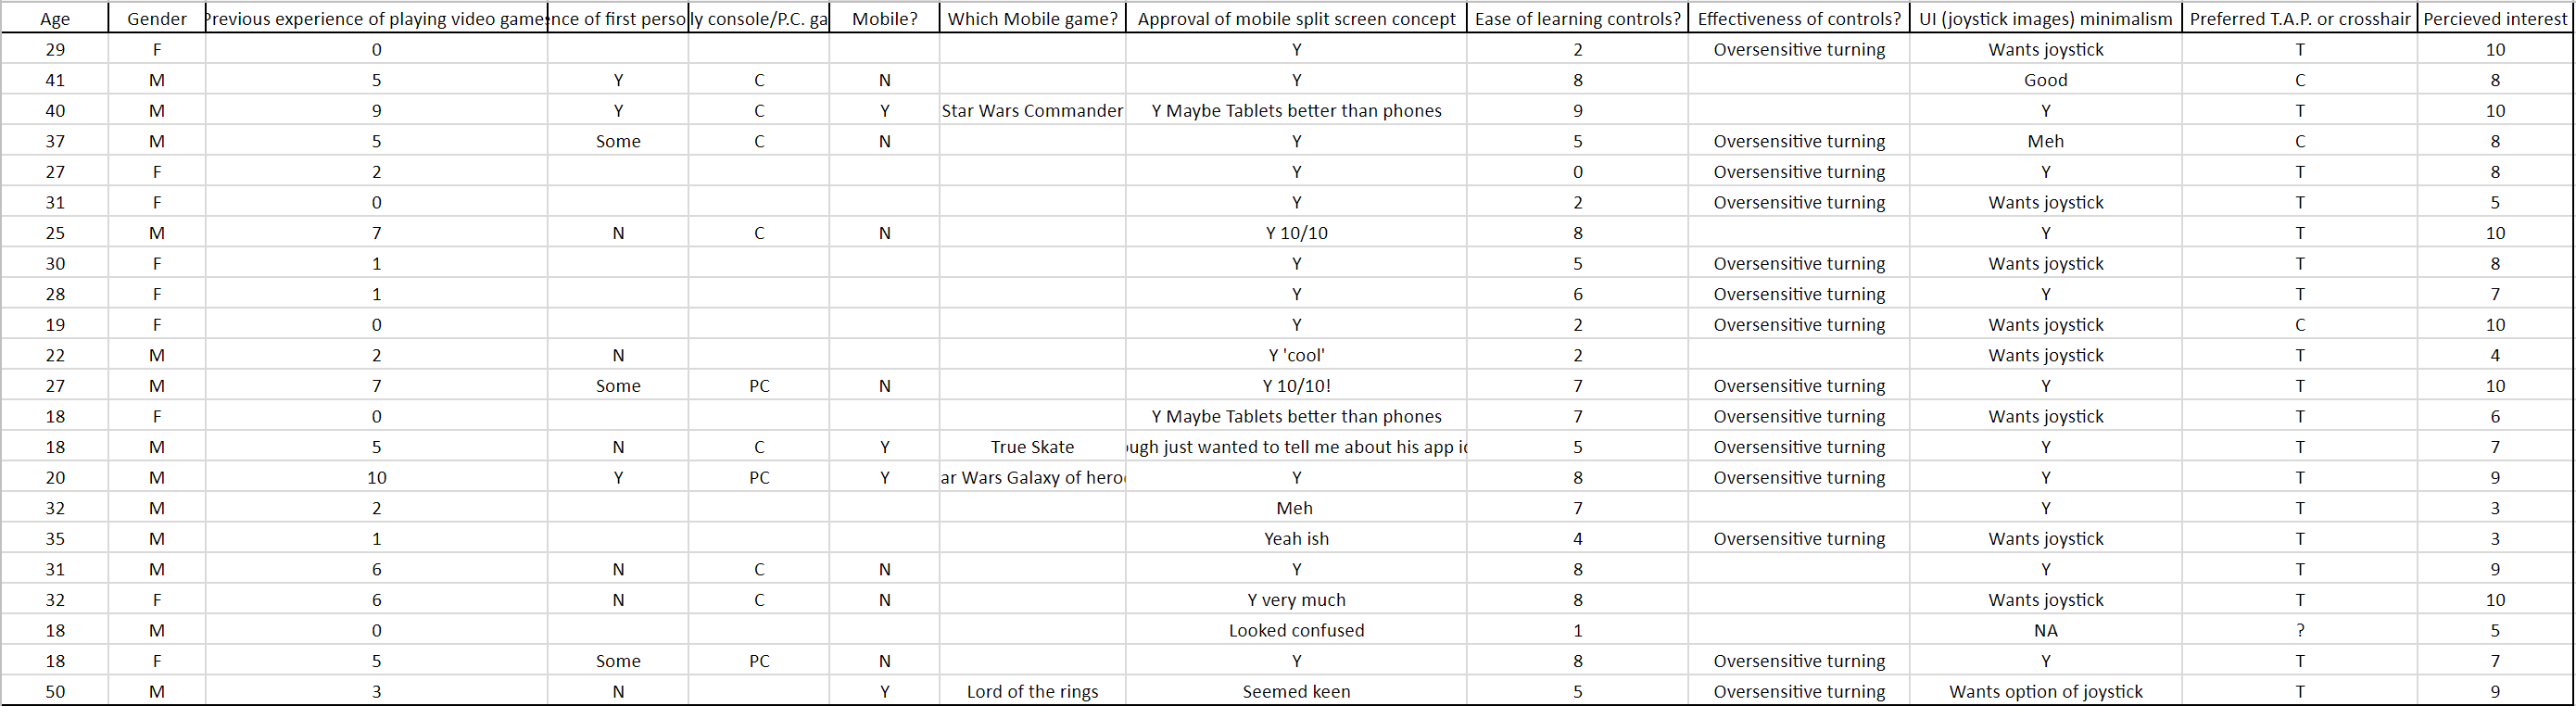 Age Gender Previous experience of playing video games nce of first perso ly console/P.C. ga Mobile? Which Mobile game? Approval of mobile split screen concept Ease of learning controls? Effectiveness of controls? UI (joystick images) minimalism Preferred T.A.P. or crosshair Percieved interest
29 F 0 Y 2 Oversensitive turning Wants joystick T 10
41 M 5 Y C N Y 8 Good C 8
40 M 9 Y C Y Star Wars Commander Y Maybe Tablets better than phones 9 Y T 10
37 M 5 Some C N Y 5 Oversensitive turning Meh C 8
27 F 2 Y 0 Oversensitive turning Y T 8
31 F 0 Y 2 Oversensitive turning Wants joystick T 5
25 M 7 N C N Y 10/10 8 Y T 10
30 F 1 Y 5 Oversensitive turning Wants joystick T 8
28 F 1 Y 6 Oversensitive turning Y T 7
19 F 0 Y 2 Oversensitive turning Wants joystick C 10
22 M 2 N Y 'cool' 2 Wants joystick T 4
27 M 7 Some PC N Y 10/10! 7 Oversensitive turning Y T 10
18 F 0 Y Maybe Tablets better than phones 7 Oversensitive turning Wants joystick T 6
18 M 5 N C Y True Skate ough just wanted to tell me about his app id 5 Oversensitive turning Y T 7
20 M 10 Y PC Y ar Wars Galaxy of hero Y 8 Oversensitive turning Y T 9
32 M 2 Meh 7 Y T 3
35 M 1 Yeah ish 4 Oversensitive turning Wants joystick T 3
31 M 6 N C N Y 8 Y T 9
32 F 6 N C N Y very much 8 Wants joystick T 10
18 M 0 Looked confused 1 NA ? 5
18 F 5 Some PC N Y 8 Oversensitive turning Y T 7
50 M 3 N Y Lord of the rings Seemed keen 5 Oversensitive turning Wants option of joystick T 9